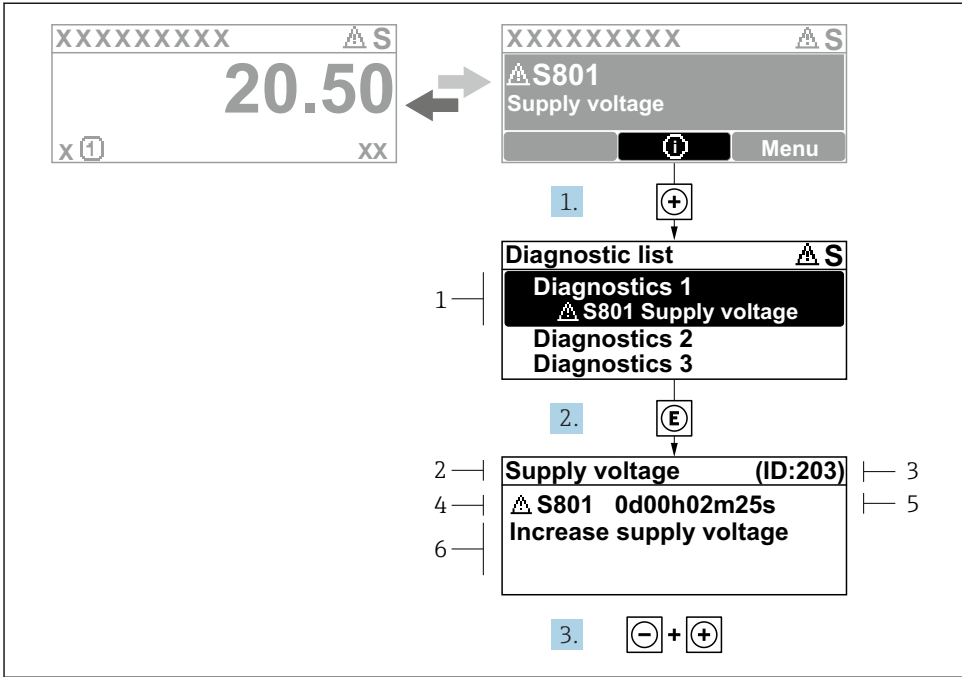 XXXXXXXXX ⚠ S
20.50
x ① XX
XXXXXXXXX ⚠ S
⚠ S801
Supply voltage
ⓘ Menu
1. +
Diagnostic list ⚠ S
1
Diagnostics 1
⚠ S801 Supply voltage
Diagnostics 2
Diagnostics 3
2. E
2 Supply voltage (ID:203) 3
4 ⚠ S801 0d00h02m25s 5
6 Increase supply voltage
3. - + +